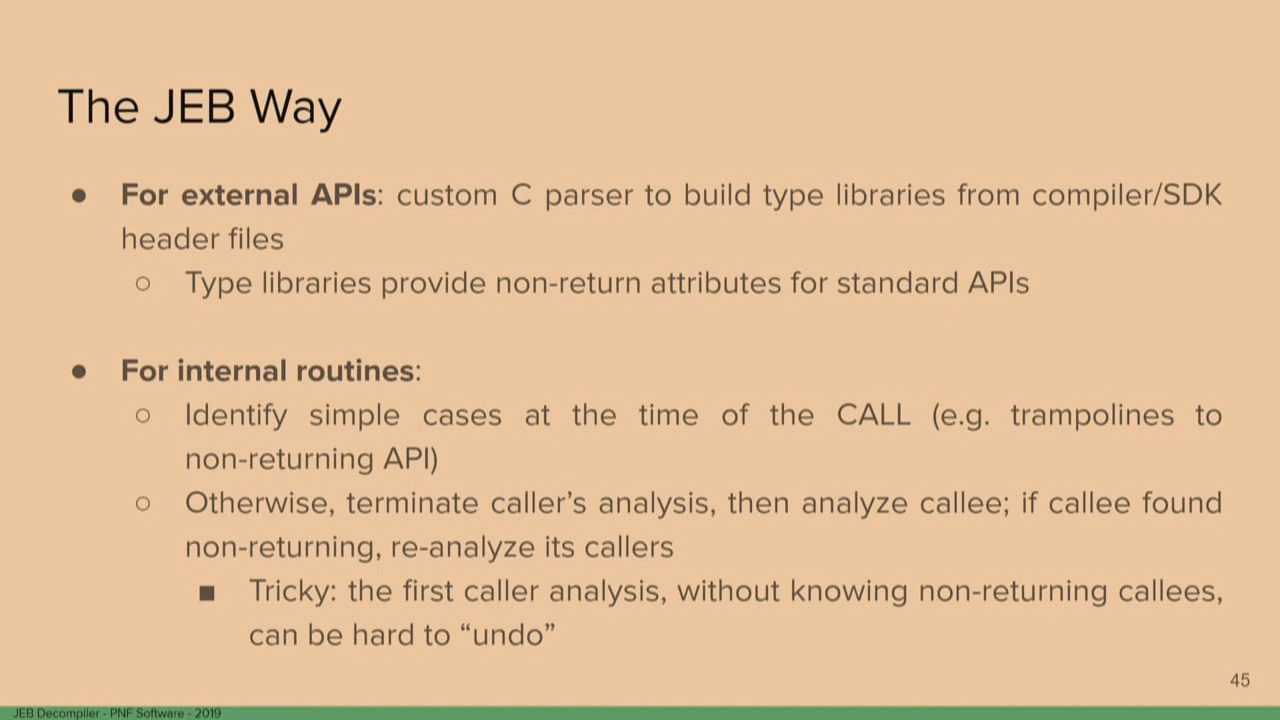 The JEB Way
● For external APIs: custom C parser to build type libraries from compiler/SDK
header files
○ Type libraries provide non-return attributes for standard APIs
● For internal routines:
○ Identify simple cases at the time of the CALL (e.g. trampolines to
non-returning API)
○ Otherwise, terminate caller’s analysis, then analyze callee; if callee found
non-returning, re-analyze its callers
■ Tricky: the first caller analysis, without knowing non-returning callees,
can be hard to “undo”
45
JEB Decompiler - PNF Software - 2019